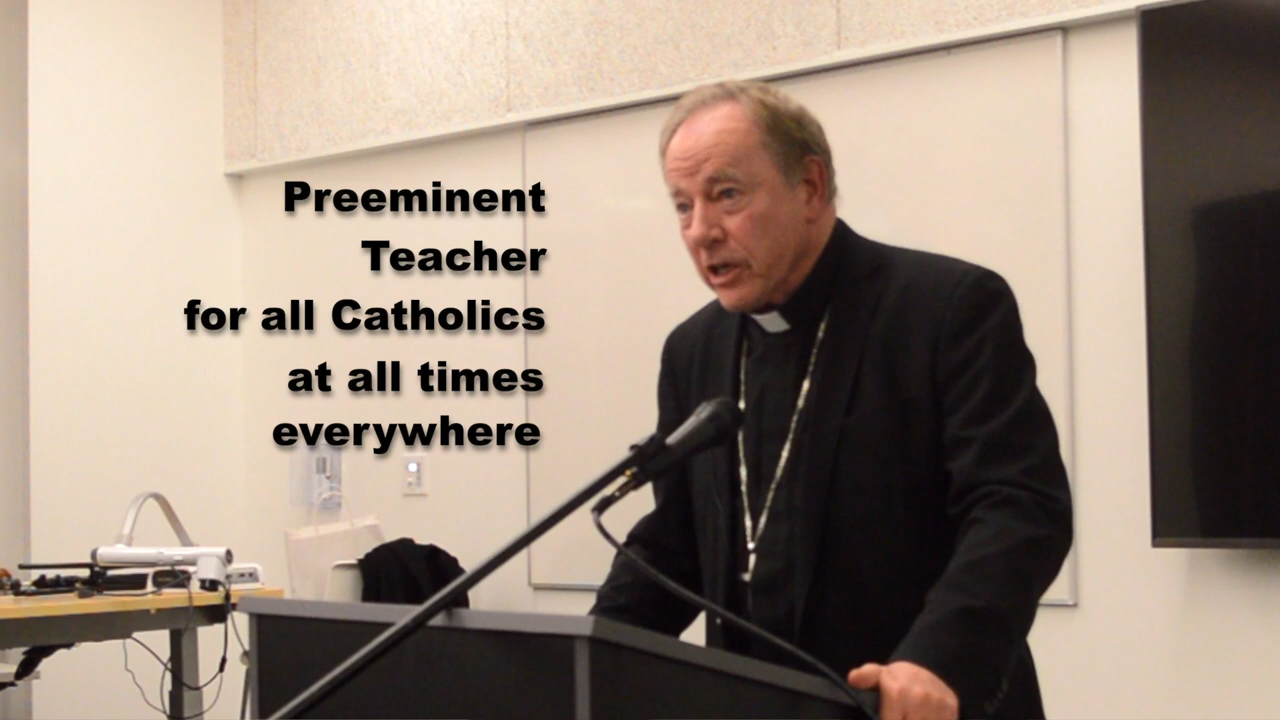 Preeminent
Teacher
for all Catholics
at all times
everywhere